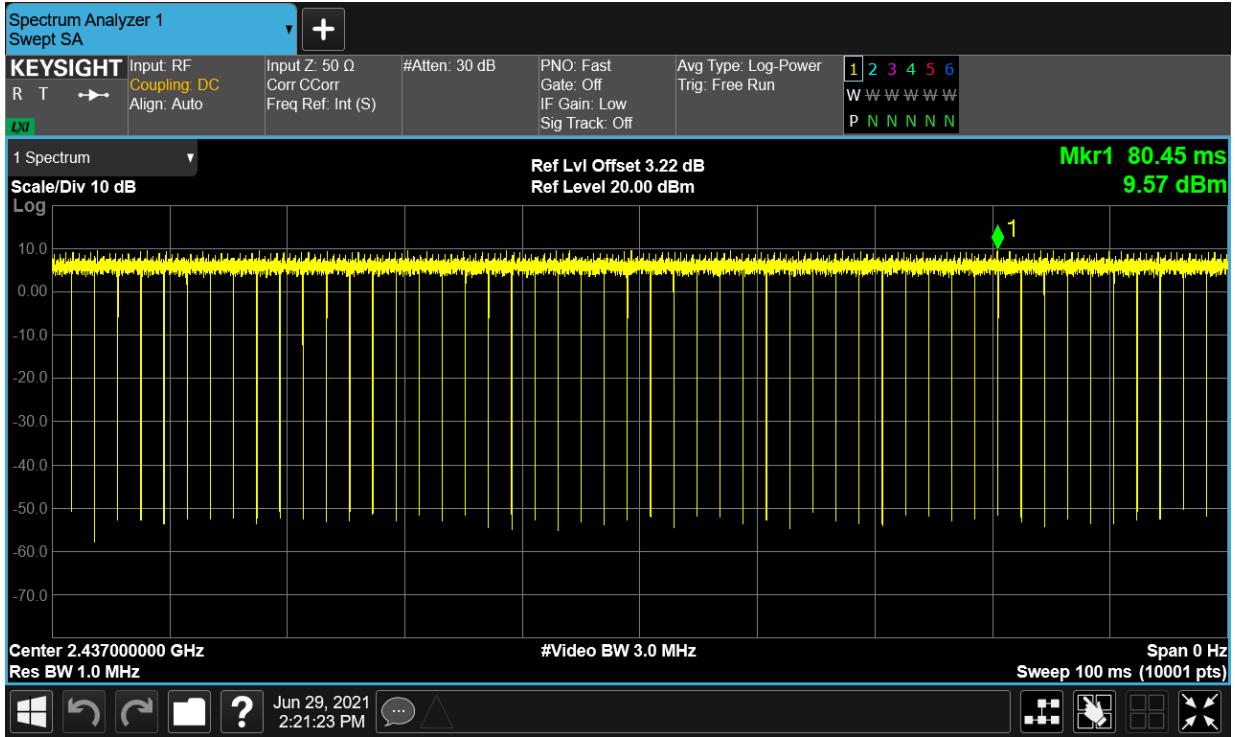 Spectrum Analyzer 1
Swept SA
KEYSIGHT
R T
LXI
Input: RF
Coupling: DC
Align: Auto
Input Z: 50 Ω
Corr CCorr
Freq Ref: Int (S)
#Atten: 30 dB
PNO: Fast
Gate: Off
IF Gain: Low
Sig Track: Off
Avg Type: Log-Power
Trig: Free Run
1 2 3 4 5 6
W W W W W W
P N N N N N
1 Spectrum
Scale/Div 10 dB
Log
Ref Lvl Offset 3.22 dB
Ref Level 20.00 dBm
Mkr1 80.45 ms
9.57 dBm
1
10.0
0.00
-10.0
-20.0
-30.0
-40.0
-50.0
-60.0
-70.0
Center 2.437000000 GHz
Res BW 1.0 MHz
#Video BW 3.0 MHz
Span 0 Hz
Sweep 100 ms (10001 pts)
?
Jun 29, 2021
2:21:23 PM